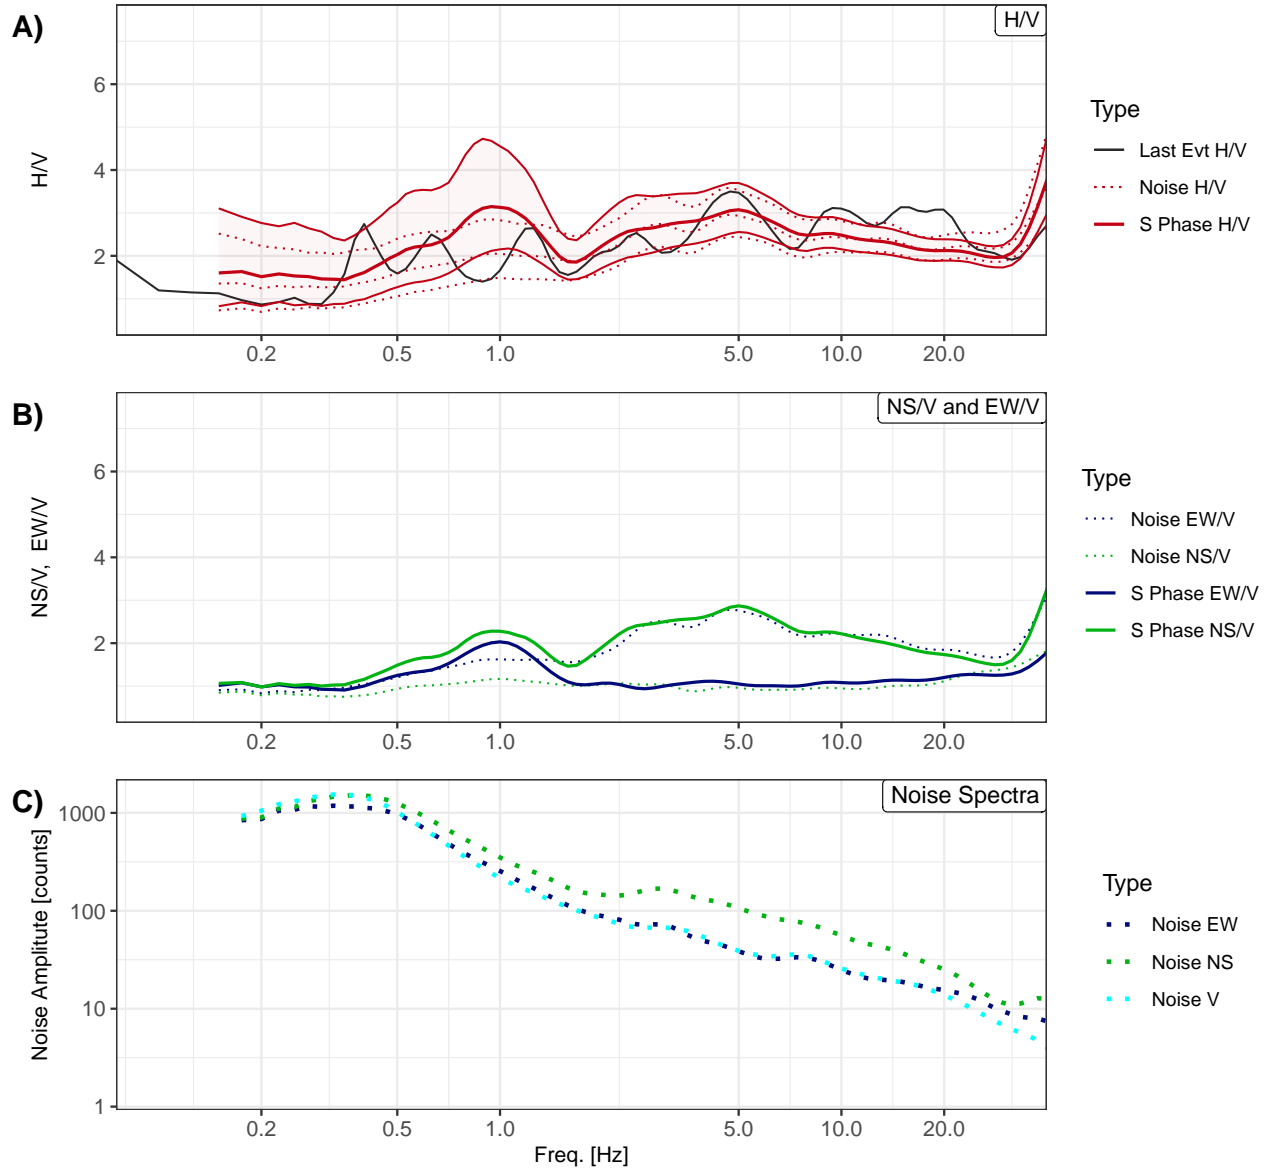 A)
H/V
6
4
2
H/V
0.2 0.5 1.0 5.0 10.0 20.0
Type
Last Evt H/V
Noise H/V
S Phase H/V
B)
NS/V and EW/V
6
4
2
NS/V, EW/V
0.2 0.5 1.0 5.0 10.0 20.0
Type
Noise EW/V
Noise NS/V
S Phase EW/V
S Phase NS/V
C)
Noise Spectra
1000
100
10
1
Noise Amplitute [counts]
0.2 0.5 1.0 5.0 10.0 20.0
Freq. [Hz]
Type
Noise EW
Noise NS
Noise V